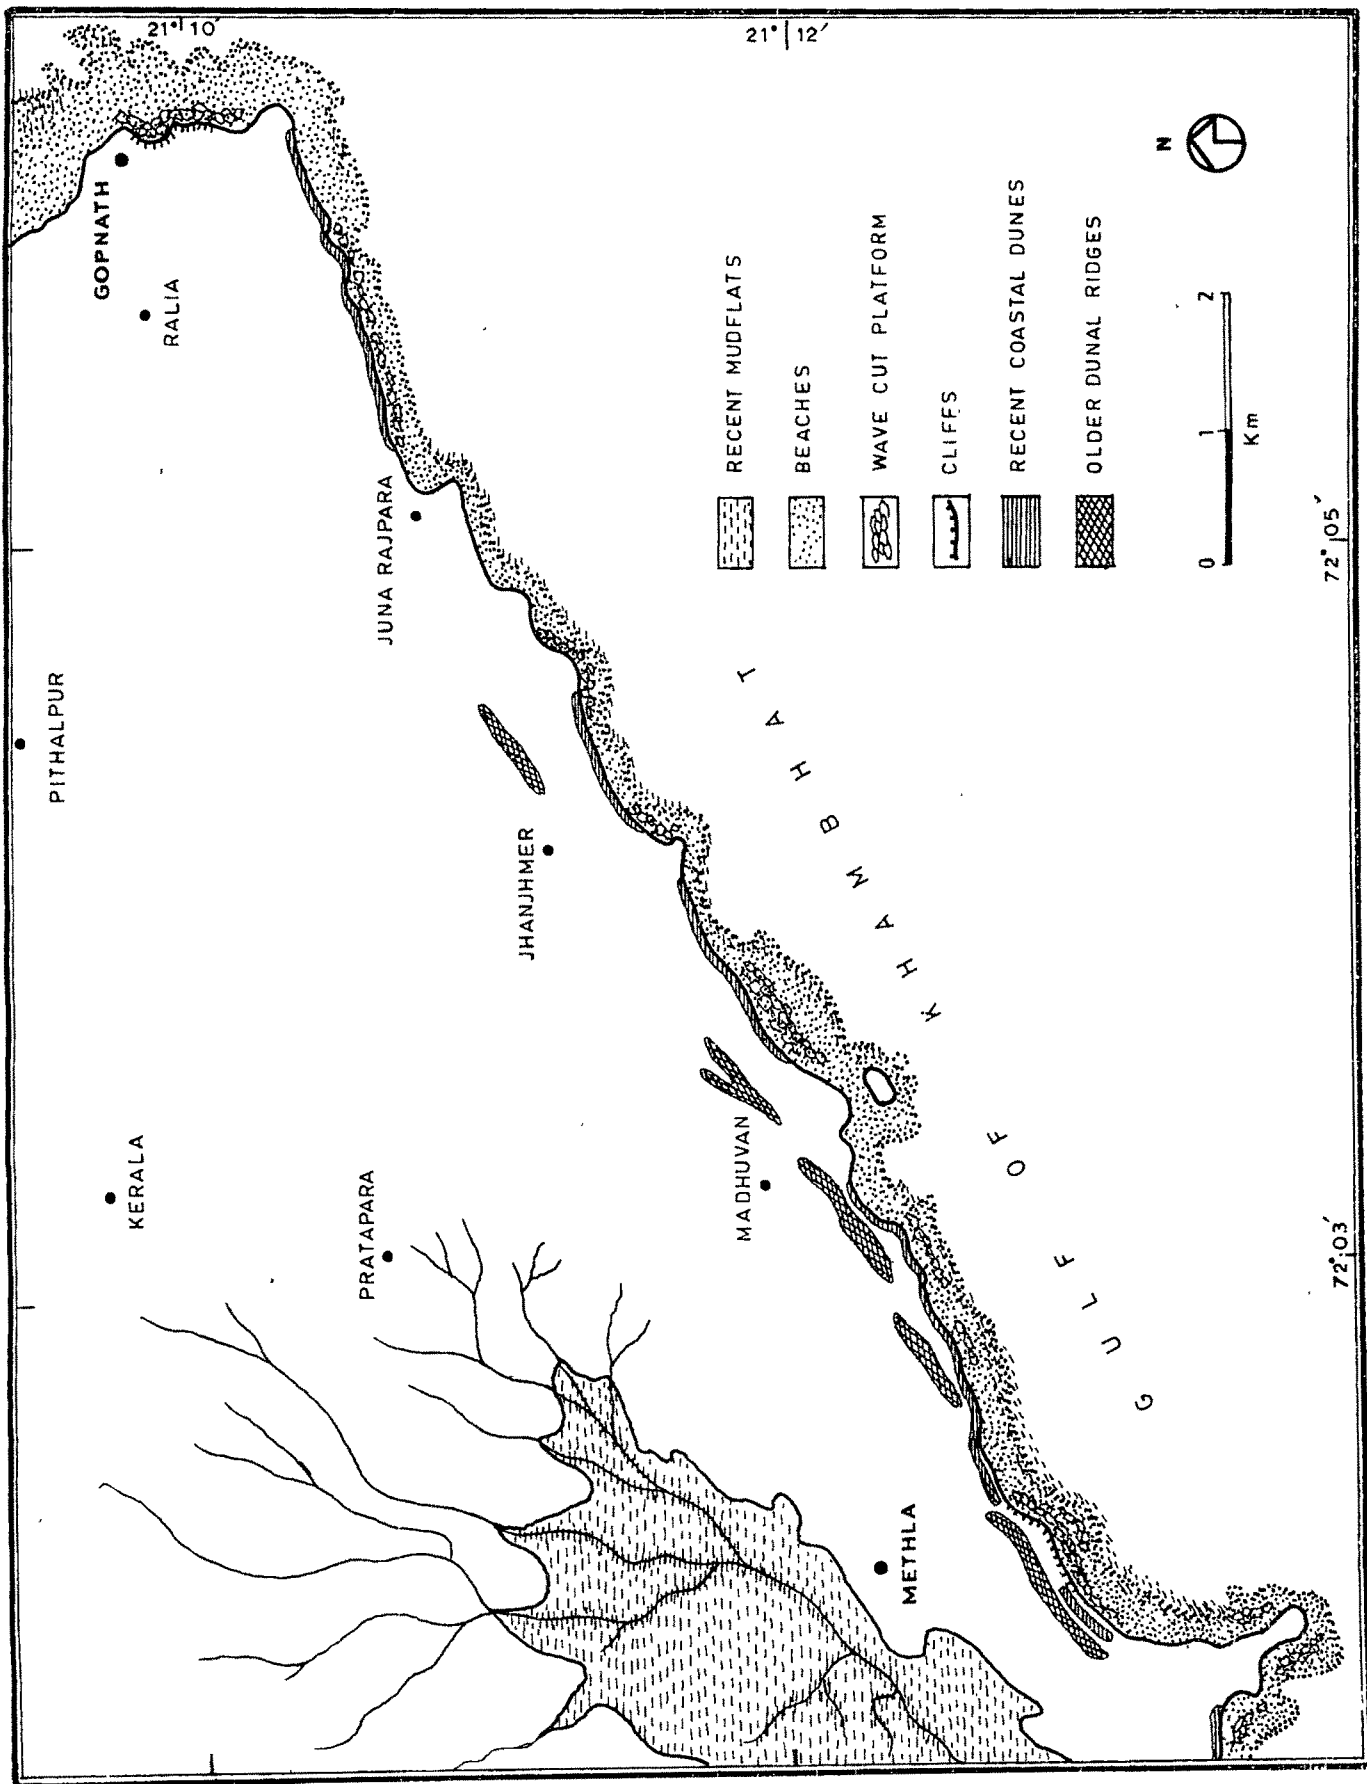 21° 10'
21° 12'
GOPNATH
RALIA
PITHALPUR
JUNA RAJPARA
JHANJHMER
KERALA
PRATAPARA
MADHUVAN
METHLA
GULF OF KHAMBHAT
N
RECENT MUDFLATS
BEACHES
WAVE CUT PLATFORM
CLIFFS
RECENT COASTAL DUNES
OLDER DUNAL RIDGES
0 1 2
Km
72° 05'
72° 03'